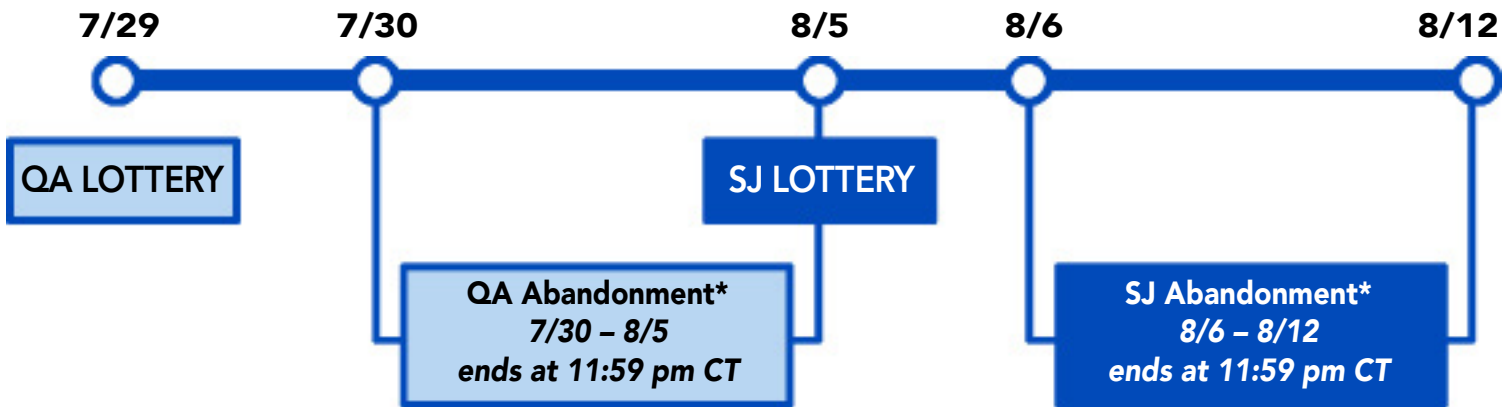 7/29
7/30
8/5
8/6
8/12
QA LOTTERY
SJ LOTTERY
QA Abandonment*
7/30 – 8/5
ends at 11:59 pm CT
SJ Abandonment*
8/6 – 8/12
ends at 11:59 pm CT